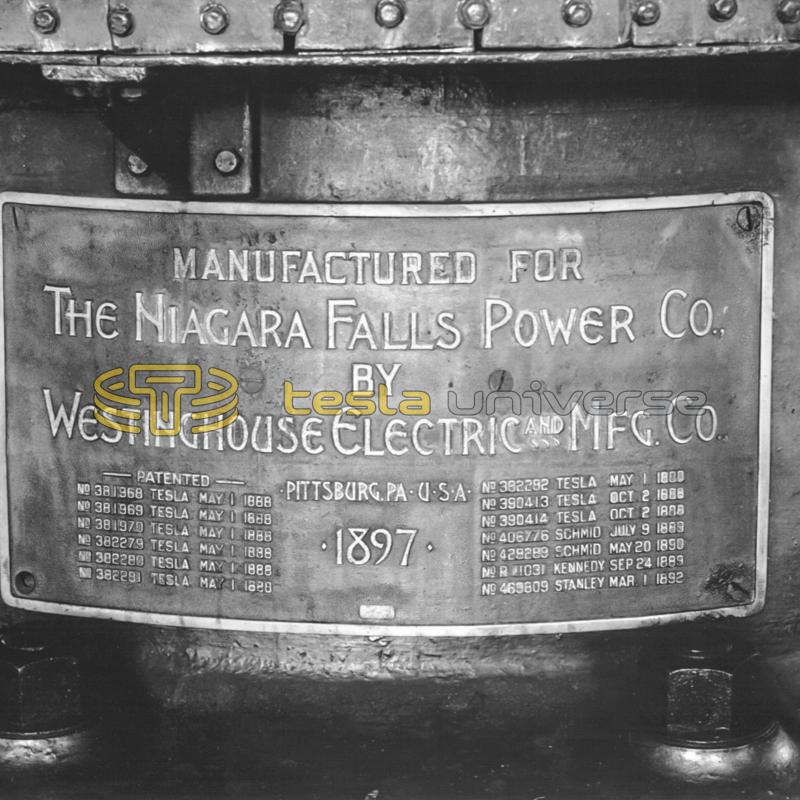 MANUFACTURED FOR
THE NIAGARA FALLS POWER CO.,
BY
tesla universe
WESTINGHOUSE ELECTRIC AND MFG. CO.,
PATENTED
Nº 381968 TESLA MAY 1 1888
Nº 381969 TESLA MAY 1 1888
Nº 381970 TESLA MAY 1 1888
Nº 382279 TESLA MAY 1 1888
Nº 382280 TESLA MAY 1 1888
Nº 382281 TESLA MAY 1 1888
·PITTSBURG, PA·U·S·A·
·1897·
Nº 382282 TESLA MAY 1 1888
Nº 390413 TESLA OCT 2 1888
Nº 390414 TESLA OCT 2 1888
Nº 406776 SCHMID JULY 9 1889
Nº SCHMID MAY 20 1890
Nº KENNEDY SEP 24 1889
Nº 469809 STANLEY MAR. 1 1892